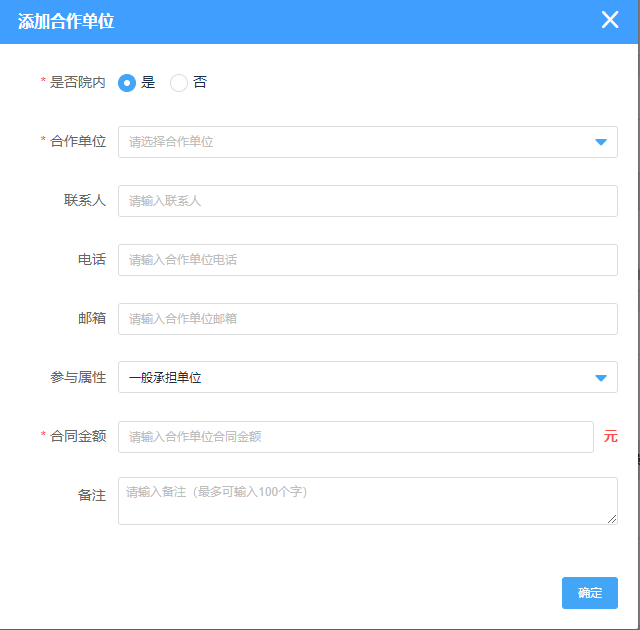 添加合作单位
* 是否院内 是 否
* 合作单位 请选择合作单位
联系人 请输入联系人
电话 请输入合作单位电话
邮箱 请输入合作单位邮箱
参与属性 一般承担单位
* 合同金额 请输入合作单位合同金额 元
备注 请输入备注（最多可输入100个字）
确定